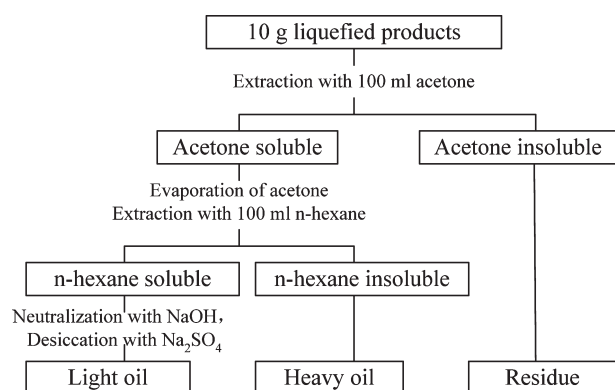 10 g liquefied products
Extraction with 100 ml acetone
Acetone soluble
Acetone insoluble
Evaporation of acetone
Extraction with 100 ml n-hexane
n-hexane soluble
n-hexane insoluble
Neutralization with NaOH,
Desiccation with Na₂SO₄
Light oil
Heavy oil
Residue